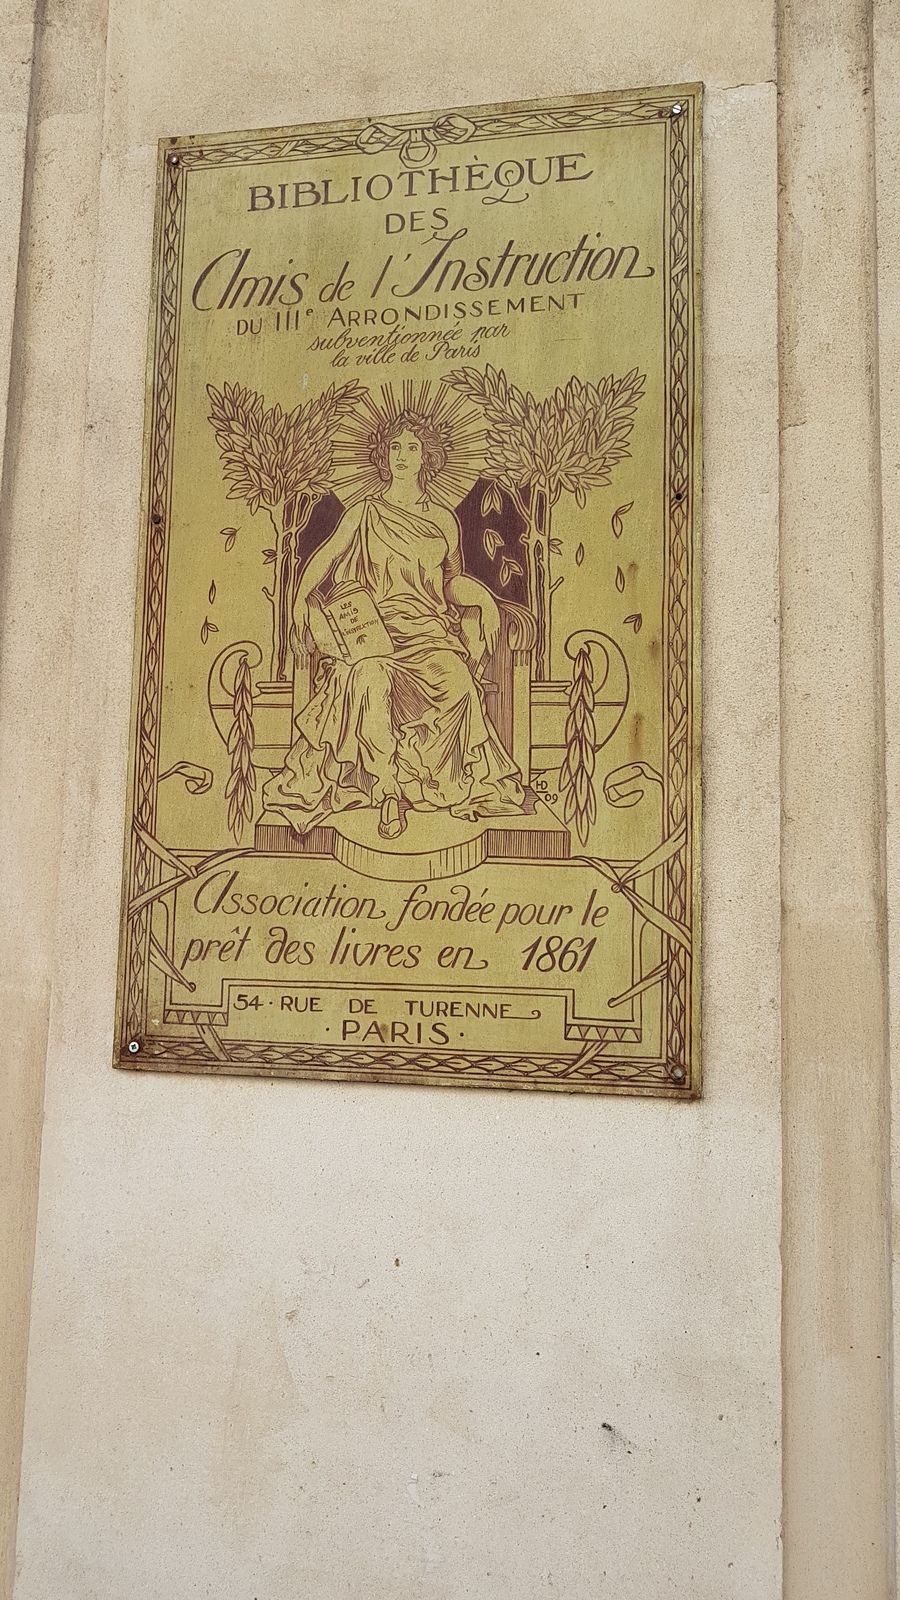 BIBLIOTHÈQUE
DES
Amis de l'Instruction
DU IIIe ARRONDISSEMENT
subventionnée par
la ville de Paris
LES
AMIS
DE
L'INSTRUCTION
HD
09
Association fondée pour le
prêt des livres en 1861
54 · RUE DE TURENNE
· PARIS ·